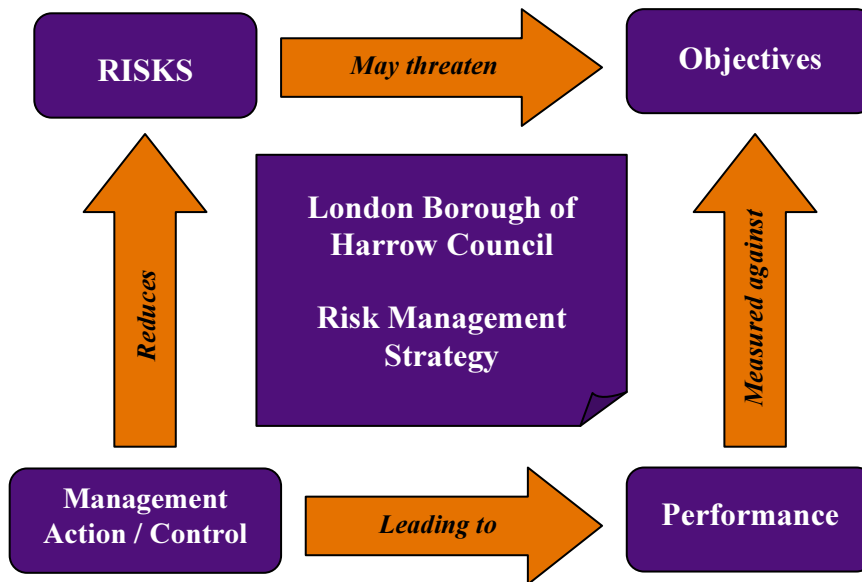 RISKS
May threaten
Objectives
London Borough of
Harrow Council
Risk Management
Strategy
Reduces
Measured against
Management
Action / Control
Leading to
Performance